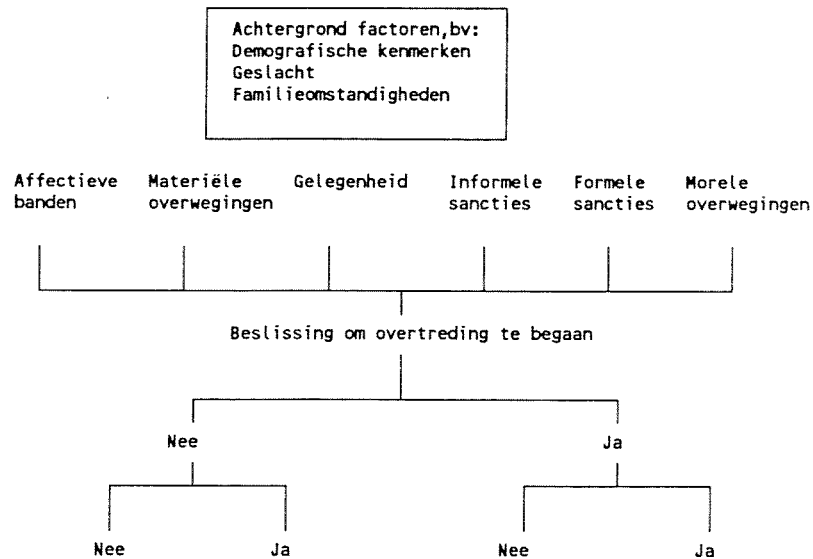 Achtergrond factoren,bv:
Demografische kenmerken
Geslacht
Familieomstandigheden
Affectieve banden
Materiële overwegingen
Gelegenheid
Informele sancties
Formele sancties
Morele overwegingen
Beslissing om overtreding te begaan
Nee
Ja
Nee
Ja
Nee
Ja